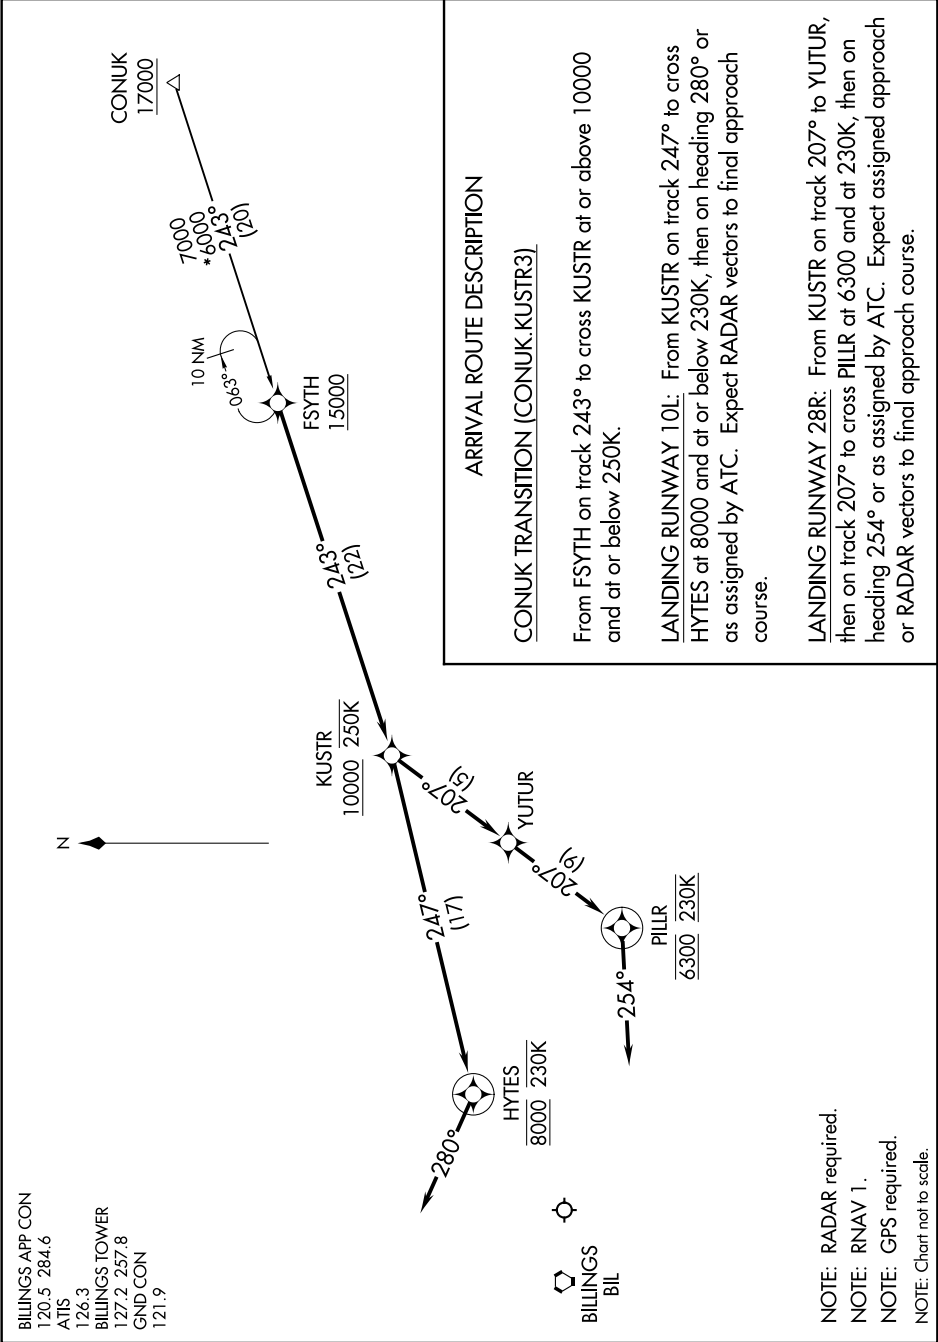 BILLINGS APP CON
120.5 284.6
ATIS
126.3
BILLINGS TOWER
127.2 257.8
GND CON
121.9
N
CONUK
17000
7000
*6000
243°
(20)
10 NM
063°
FSYTH
15000
243°
(22)
KUSTR
10000 250K
247°
(17)
207°
(5)
YUTUR
207°
(9)
PILLR
6300 230K
254°
HYTES
8000 230K
280°
BILLINGS
BIL
ARRIVAL ROUTE DESCRIPTION
CONUK TRANSITION (CONUK.KUSTR3)
From FSYTH on track 243° to cross KUSTR at or above 10000
and at or below 250K.
LANDING RUNWAY 10L: From KUSTR on track 247° to cross
HYTES at 8000 and at or below 230K, then on heading 280° or
as assigned by ATC. Expect RADAR vectors to final approach
course.
LANDING RUNWAY 28R: From KUSTR on track 207° to YUTUR,
then on track 207° to cross PILLR at 6300 and at 230K, then on
heading 254° or as assigned by ATC. Expect assigned approach
or RADAR vectors to final approach course.
NOTE: RADAR required.
NOTE: RNAV 1.
NOTE: GPS required.
NOTE: Chart not to scale.